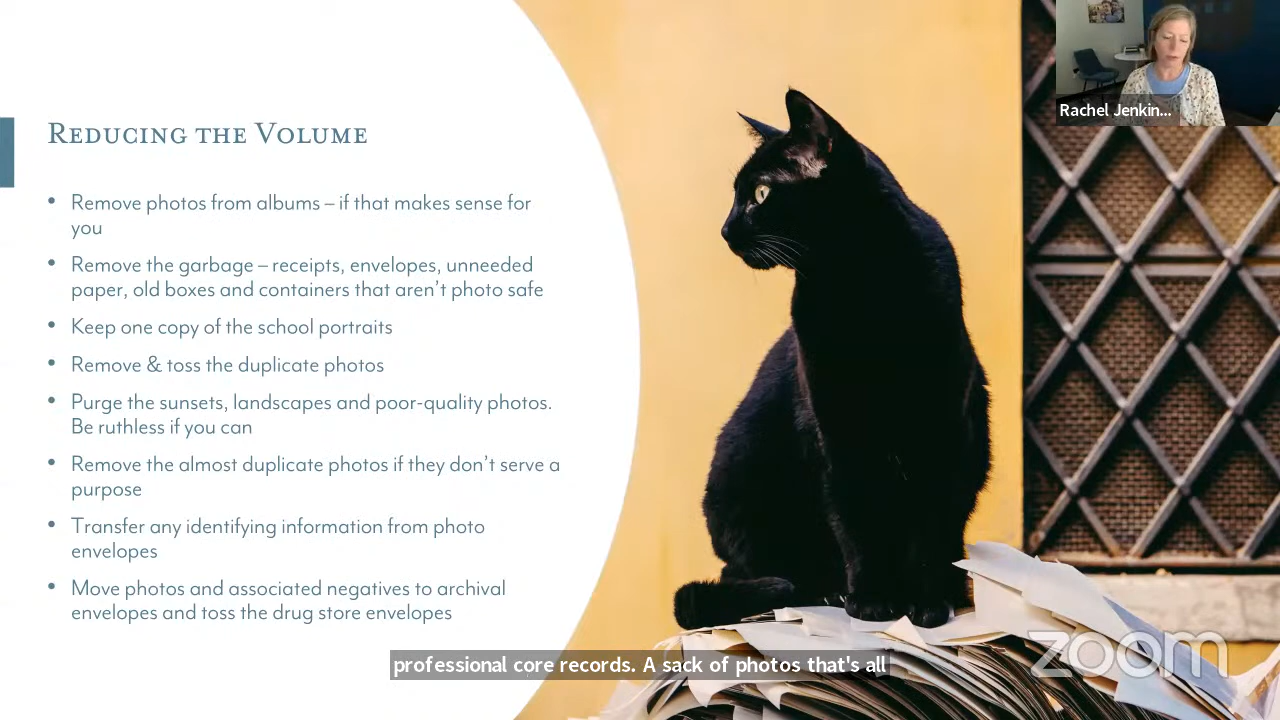 Rachel Jenkin...
Reducing the Volume
• Remove photos from albums – if that makes sense for
you
• Remove the garbage – receipts, envelopes, unneeded
paper, old boxes and containers that aren't photo safe
• Keep one copy of the school portraits
• Remove & toss the duplicate photos
• Purge the sunsets, landscapes and poor-quality photos.
Be ruthless if you can
• Remove the almost duplicate photos if they don't serve a
purpose
• Transfer any identifying information from photo
envelopes
• Move photos and associated negatives to archival
envelopes and toss the drug store envelopes
professional core records. A sack of photos that's all
zoom